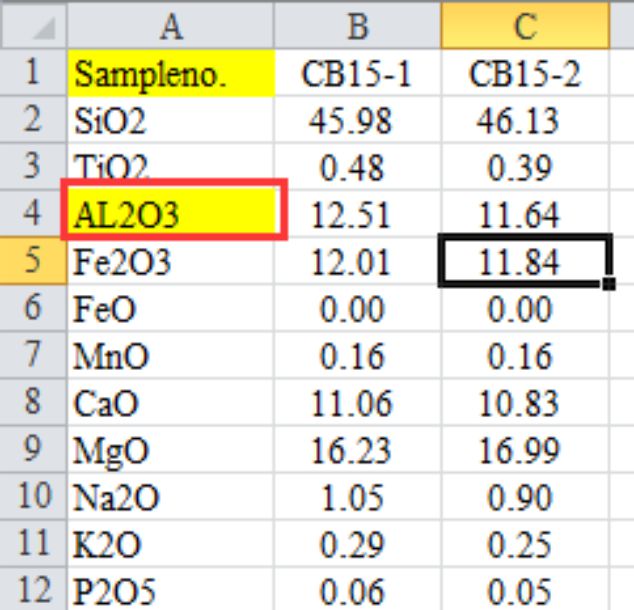 A B C
1 Sampleno. CB15-1 CB15-2
2 SiO2 45.98 46.13
3 TiO2 0.48 0.39
4 AL2O3 12.51 11.64
5 Fe2O3 12.01 11.84
6 FeO 0.00 0.00
7 MnO 0.16 0.16
8 CaO 11.06 10.83
9 MgO 16.23 16.99
10 Na2O 1.05 0.90
11 K2O 0.29 0.25
12 P2O5 0.06 0.05